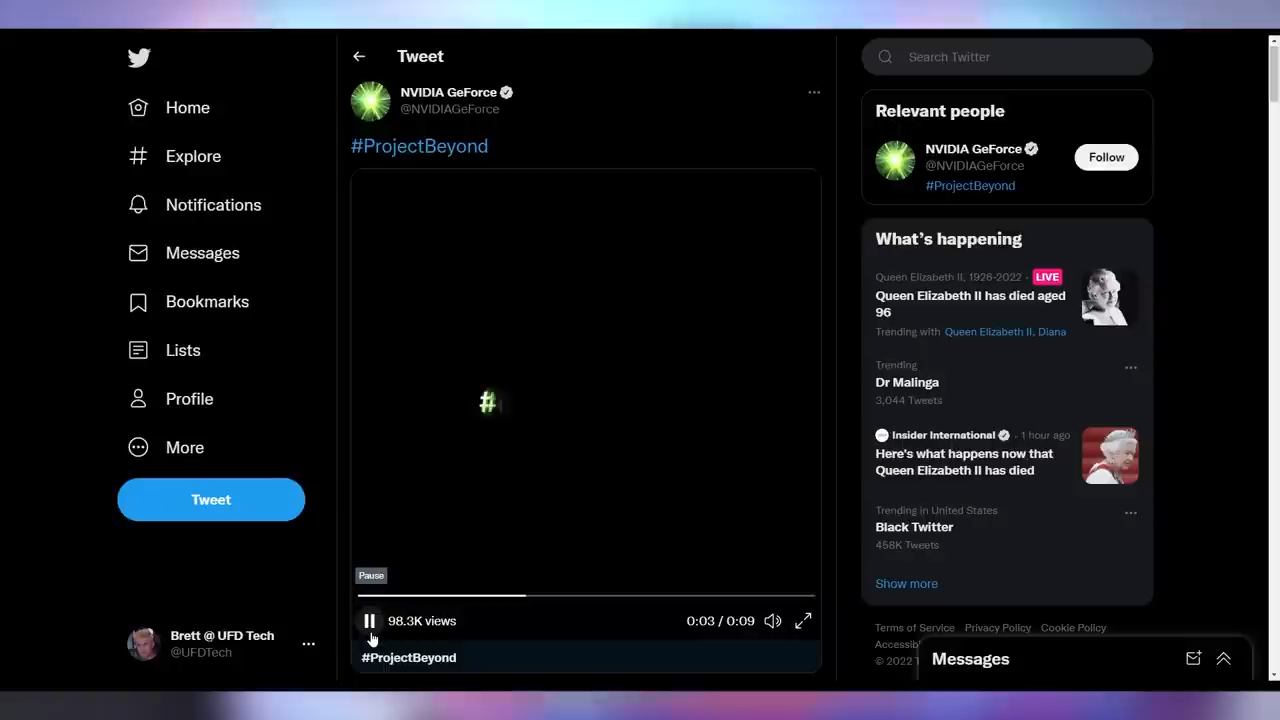 Home
Explore
Notifications
Messages
Bookmarks
Lists
Profile
More
Tweet
Brett @ UFD Tech
@UFDTech
Tweet
NVIDIA GeForce
@NVIDIAGeForce
#ProjectBeyond
#
Pause
98.3K views
0:03 / 0:09
#ProjectBeyond
Search Twitter
Relevant people
NVIDIA GeForce
@NVIDIAGeForce
#ProjectBeyond
Follow
What's happening
Queen Elizabeth II, 1926-2022 · LIVE
Queen Elizabeth II has died aged
96
Trending with Queen Elizabeth II, Diana
Trending
Dr Malinga
3,044 Tweets
Insider International · 1 hour ago
Here's what happens now that
Queen Elizabeth II has died
Trending in United States
Black Twitter
458K Tweets
Show more
Terms of Service Privacy Policy Cookie Policy
© 2022
Messages